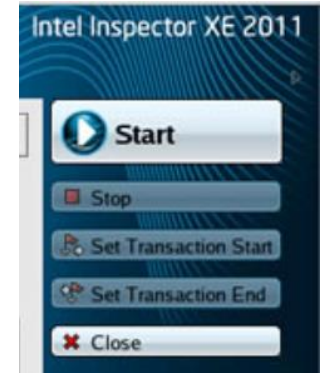 Intel Inspector XE 2011
Start
Stop
Set Transaction Start
Set Transaction End
Close